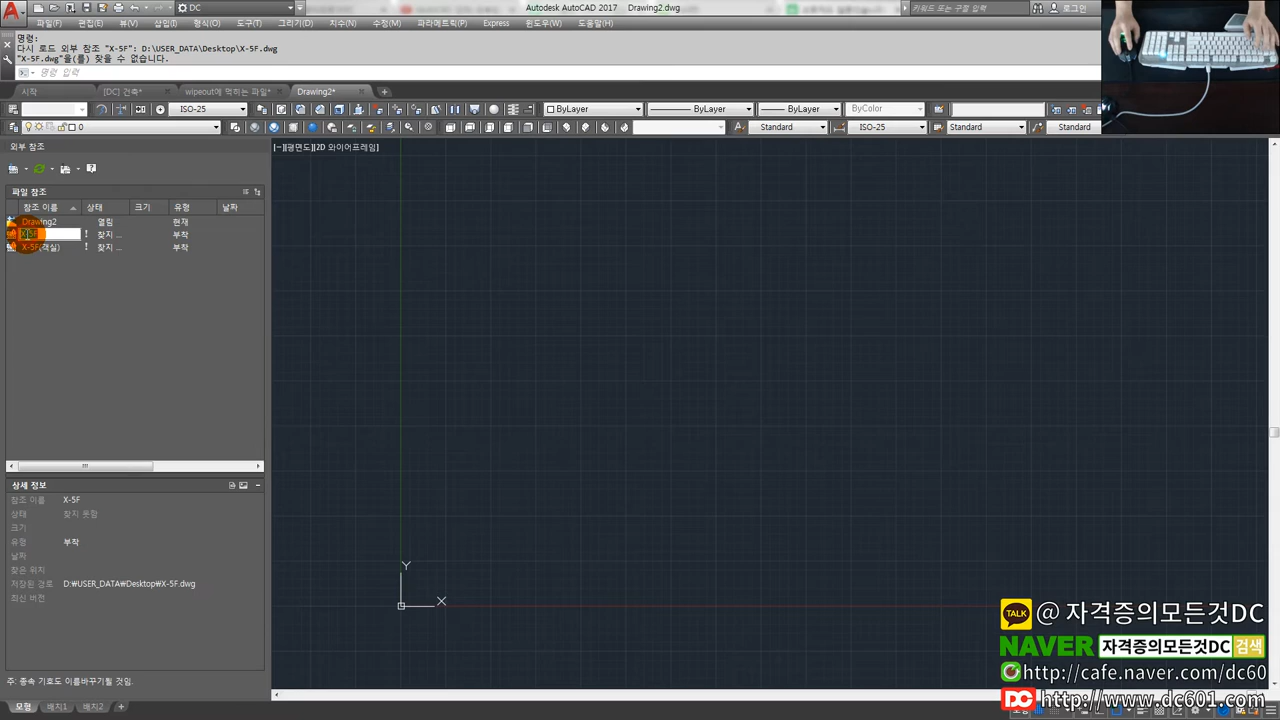 DC
Autodesk AutoCAD 2017 Drawing2.dwg
키워드 또는 구절 입력
로그인
파일(F) 편집(E) 뷰(V) 삽입(I) 형식(O) 도구(T) 그리기(D) 치수(N) 수정(M) 파라메트릭(P) Express 윈도우(W) 도움말(H)
명령:
다시 로드 외부 참조 "X-5F": D:\USER_DATA\Desktop\X-5F.dwg
"X-5F.dwg"을(를) 찾을 수 없습니다.
명령 입력
시작 [DC] 건축* wipeout에 먹히는 파일* Drawing2*
ISO-25 ByLayer ByLayer ByLayer ByColor
0 Standard ISO-25 Standard Standard
외부 참조
[−][평면도][2D 와이어프레임]
파일 참조
참조 이름 상태 크기 유형 날짜
Drawing2 열림 현재
X-5F ! 찾지 ... 부착
X-5F(객실) ! 찾지 ... 부착
상세 정보
참조 이름 X-5F
상태 찾지 못함
크기
유형 부착
날짜
찾은 위치
저장된 경로 D:₩USER_DATA₩Desktop₩X-5F.dwg
최신 버전
Y
X
주: 종속 기호도 이름바꾸기될 것임.
모형 배치1 배치2
TALK @ 자격증의모든것DC
NAVER 자격증의모든것DC 검색
http://cafe.naver.com/dc60
DC http://www.dc601.com/